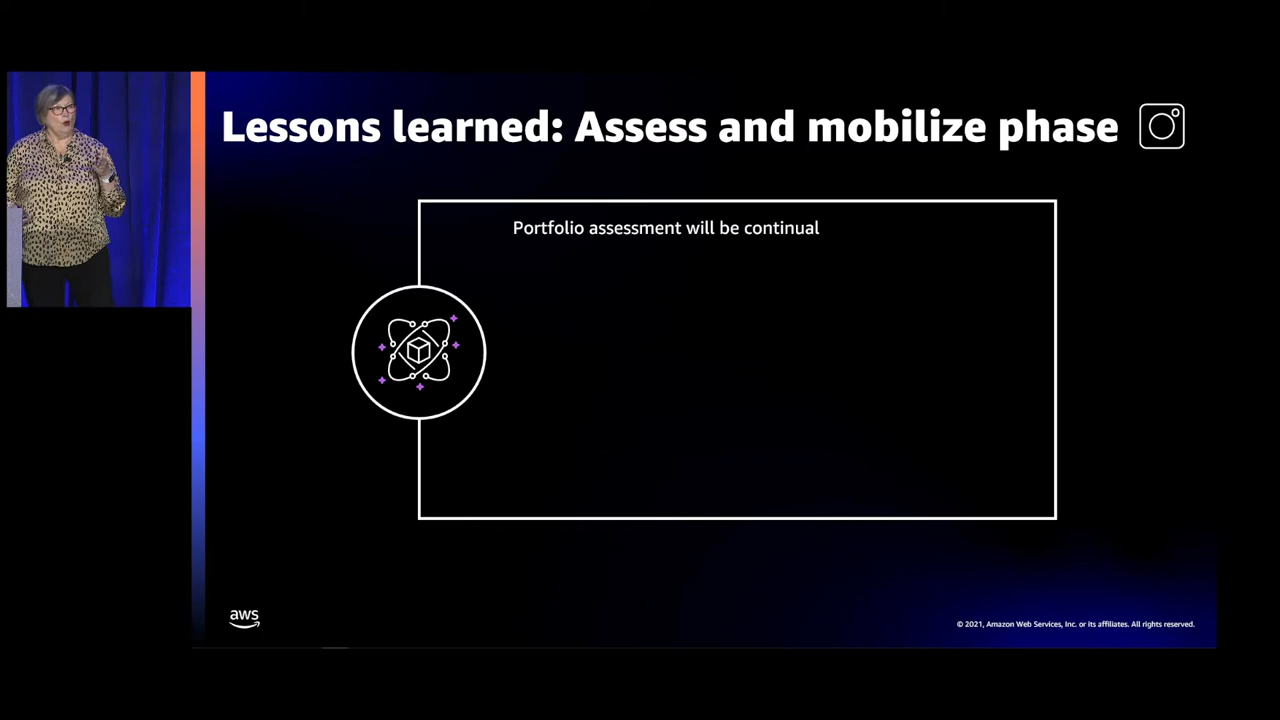 Lessons learned: Assess and mobilize phase
Portfolio assessment will be continual
aws
© 2021, Amazon Web Services, Inc. or its affiliates. All rights reserved.